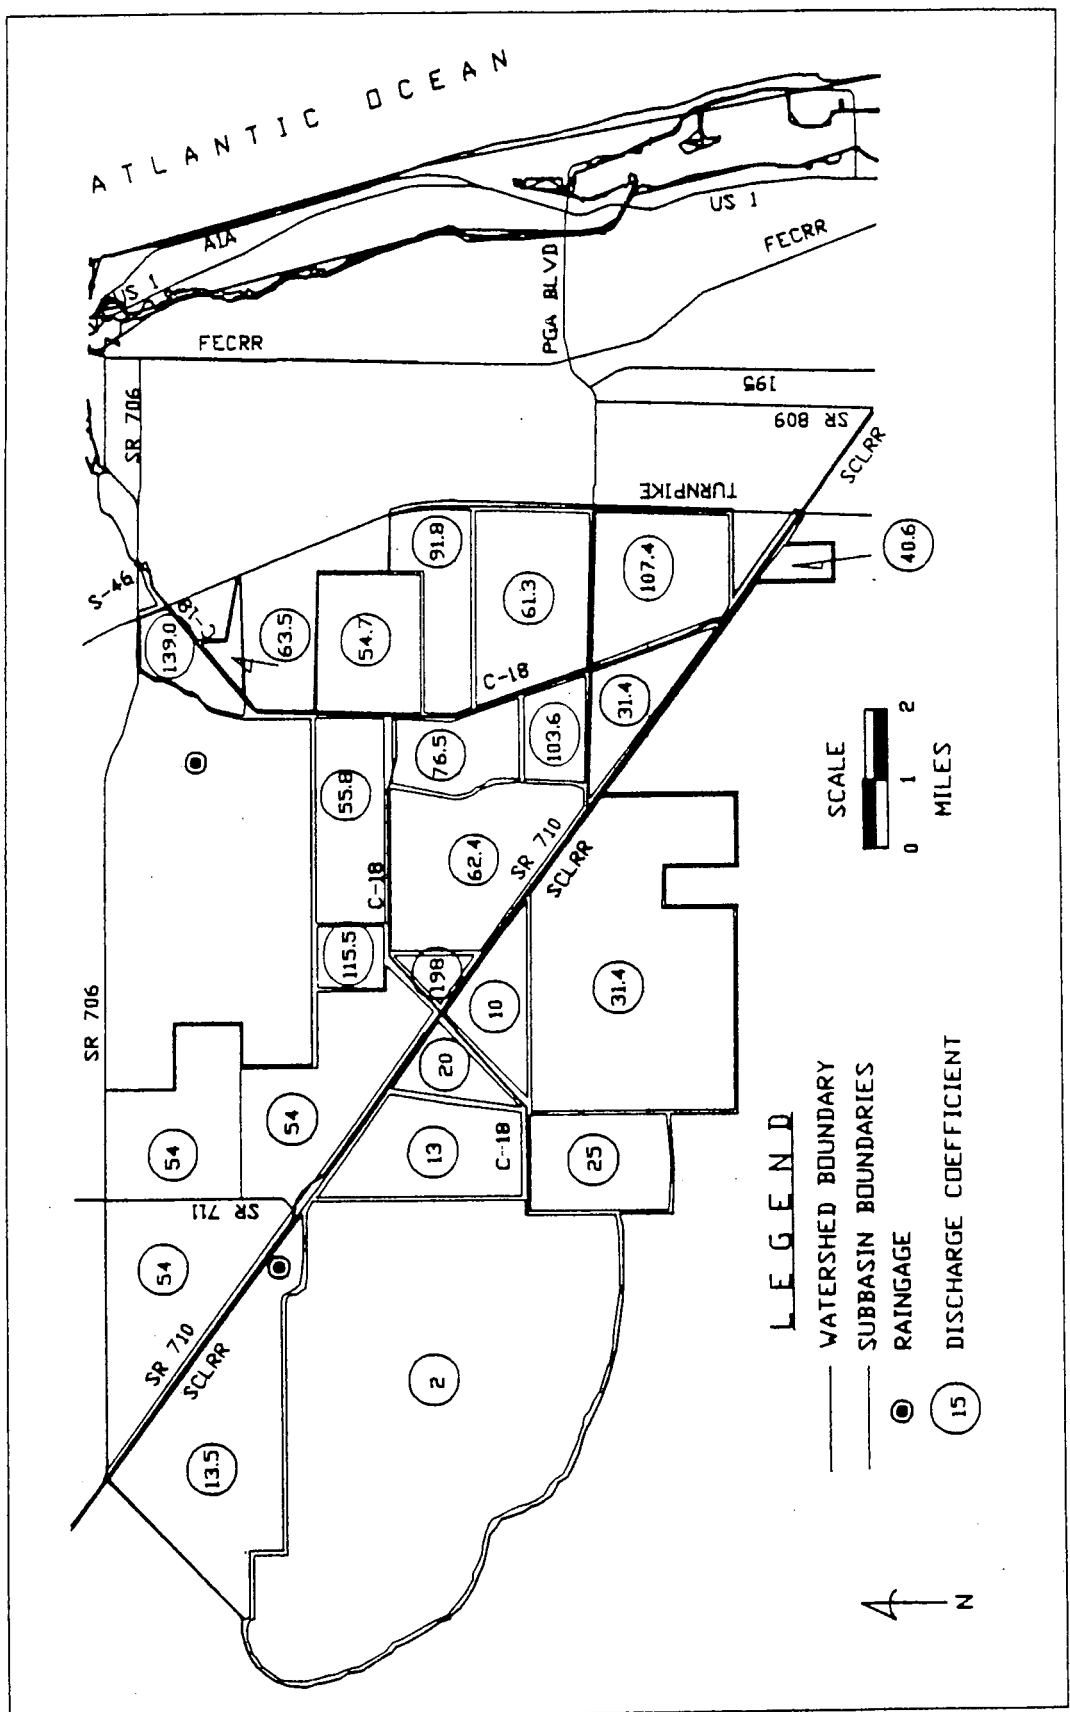 ATLANTIC OCEAN
A1A
US 1
US 1
FECRR
FECRR
PGA BLVD
I95
SR 809
SCLRR
TURNPIKE
SR 706
S-46
C-18
139.0
63.5
54.7
91.8
61.3
107.4
40.6
C-18
31.4
103.6
76.5
55.8
C-18
62.4
SR 710
SCLRR
115.5
198
10
31.4
SR 706
20
54
54
13
C-18
25
SR 711
54
SR 710
SCLRR
13.5
2
SCALE
0 1 2
MILES
LEGEND
WATERSHED BOUNDARY
SUBBASIN BOUNDARIES
RAINGAGE
15 DISCHARGE COEFFICIENT
N